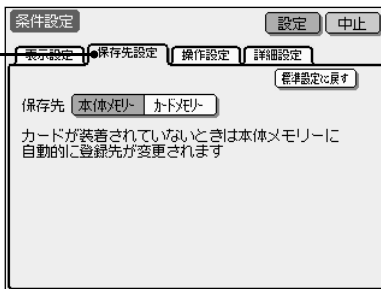 条件設定 設定 中止
表示設定 保存先設定 操作設定 詳細設定
標準設定に戻す
保存先 本体メモリー カードメモリー
カードが装着されていないときは本体メモリーに
自動的に登録先が変更されます